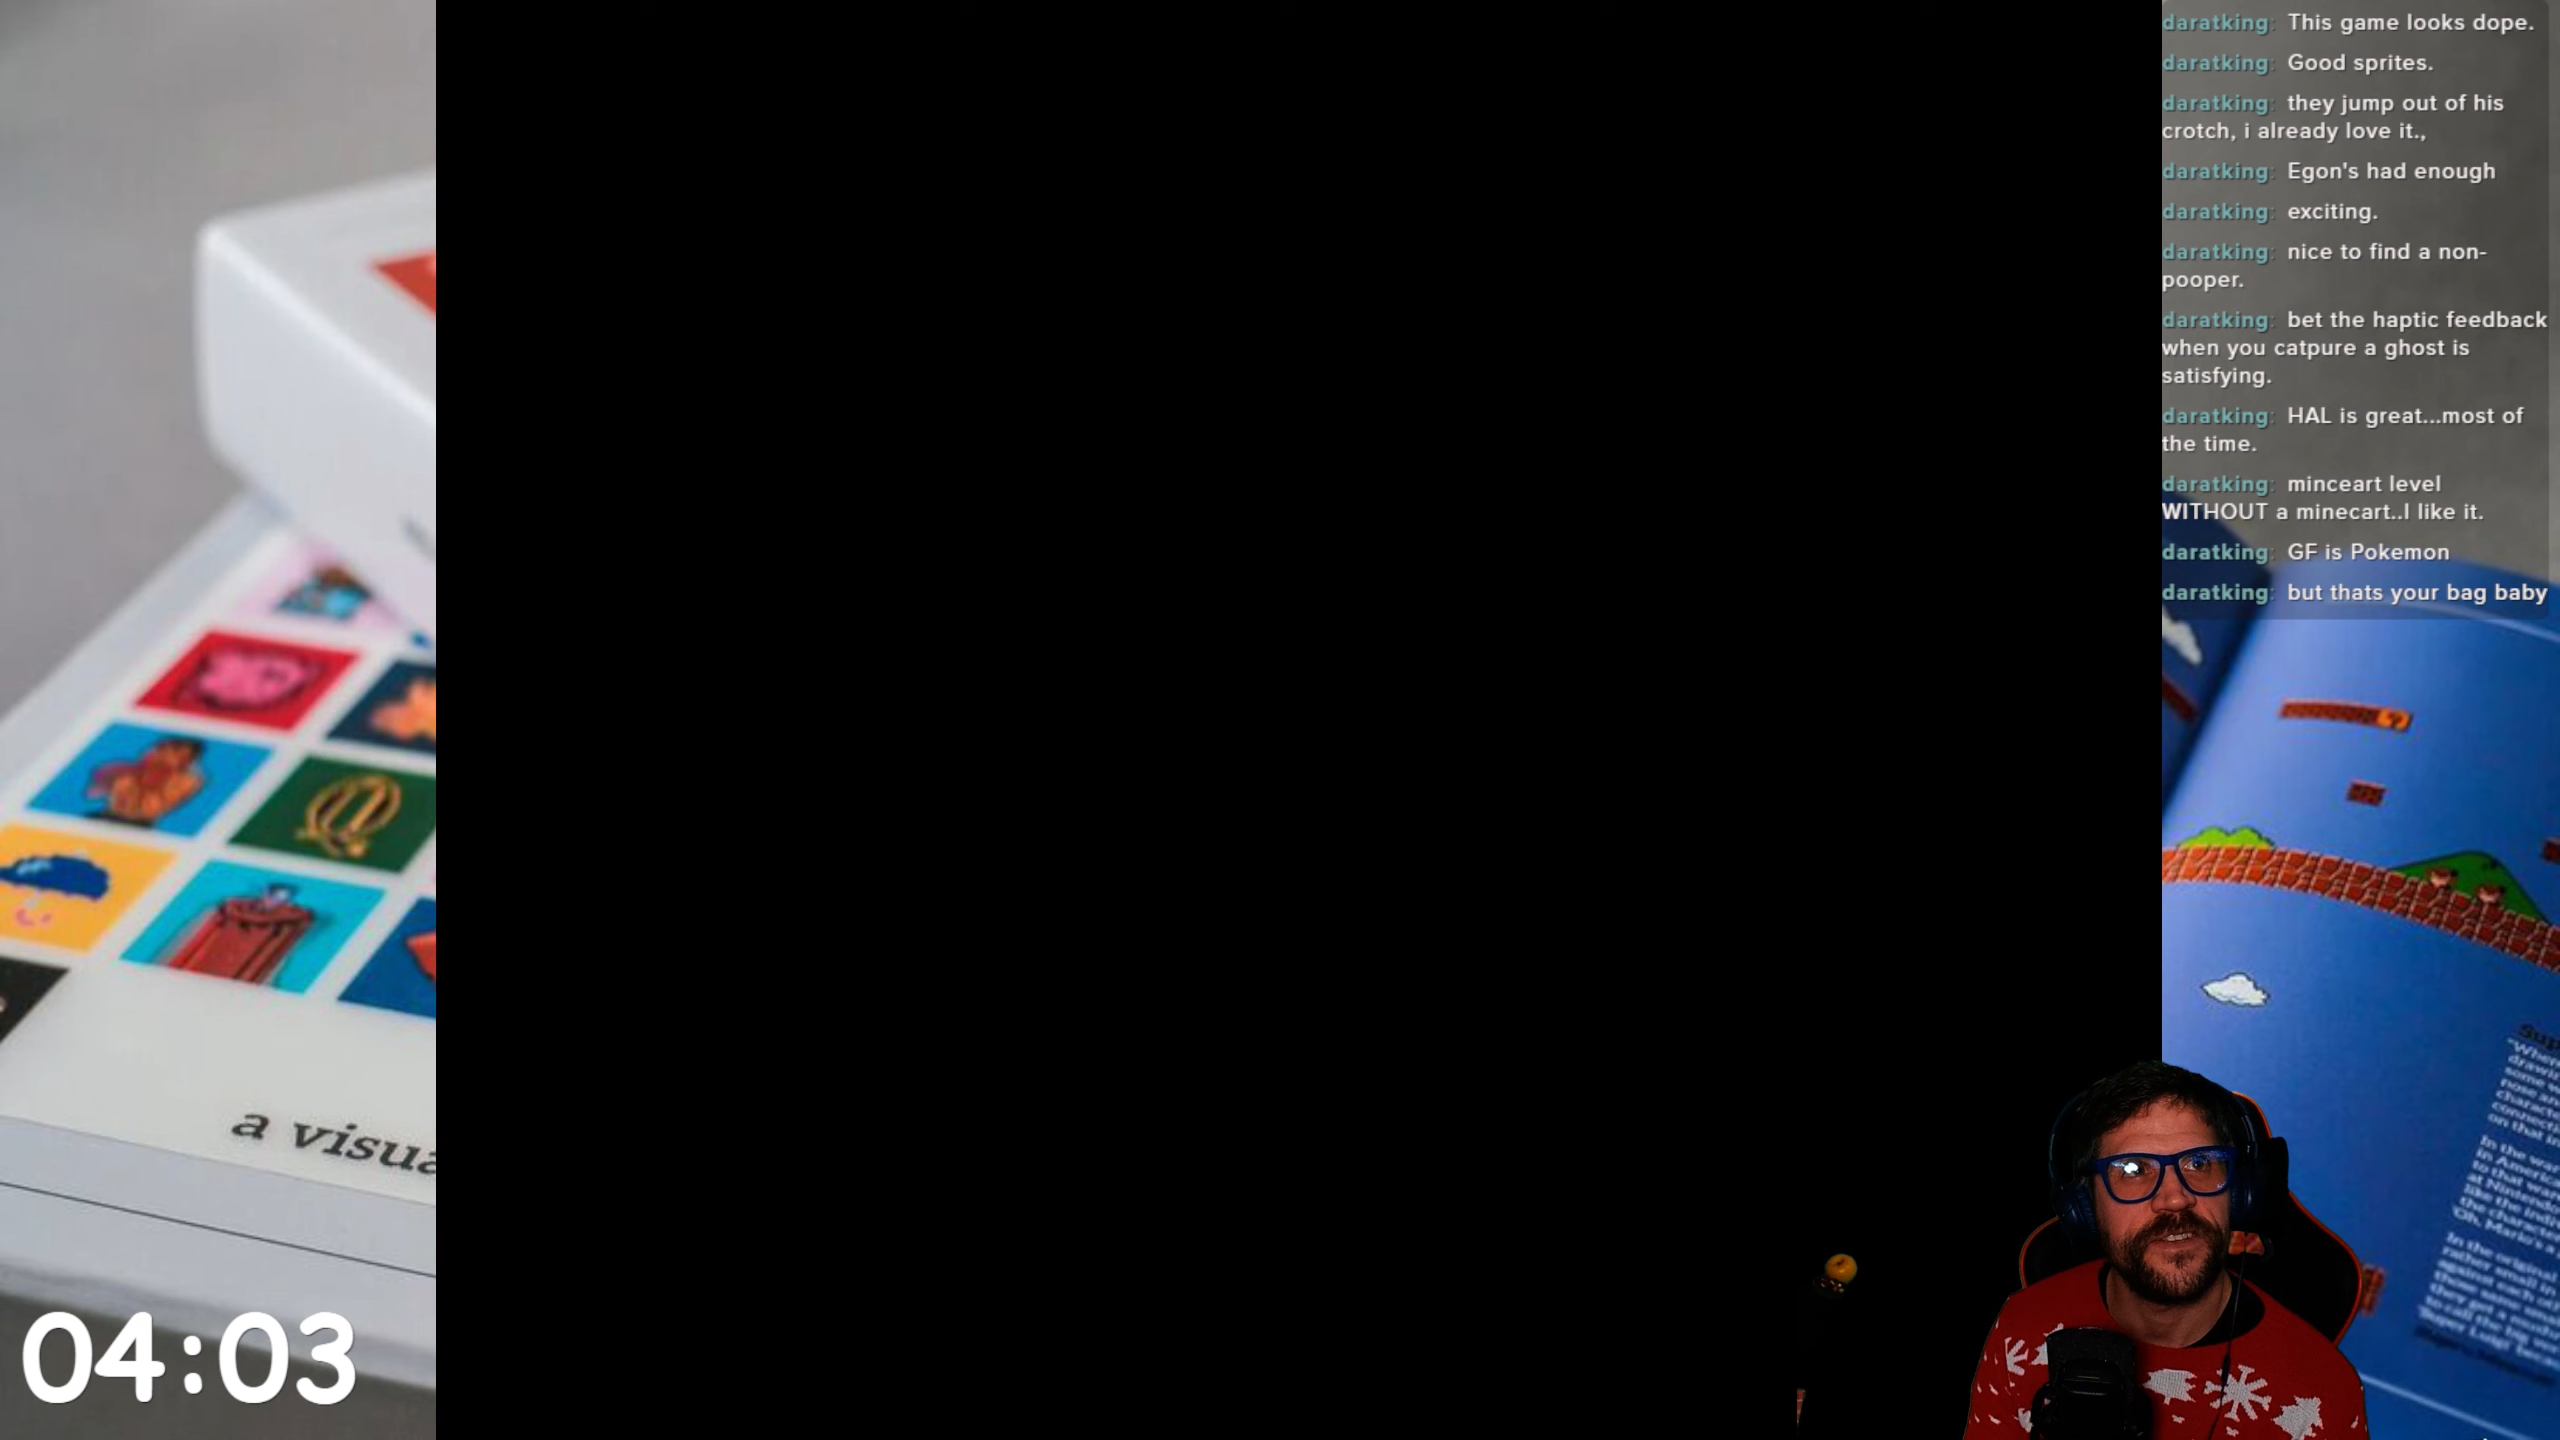 daratking: This game looks dope.
daratking: Good sprites.
daratking: they jump out of his
crotch, i already love it.,
daratking: Egon's had enough
daratking: exciting.
daratking: nice to find a non-
pooper.
daratking: bet the haptic feedback
when you catpure a ghost is
satisfying.
daratking: HAL is great...most of
the time.
daratking: minceart level
WITHOUT a minecart..I like it.
daratking: GF is Pokemon
daratking: but thats your bag baby
a visua
04:03